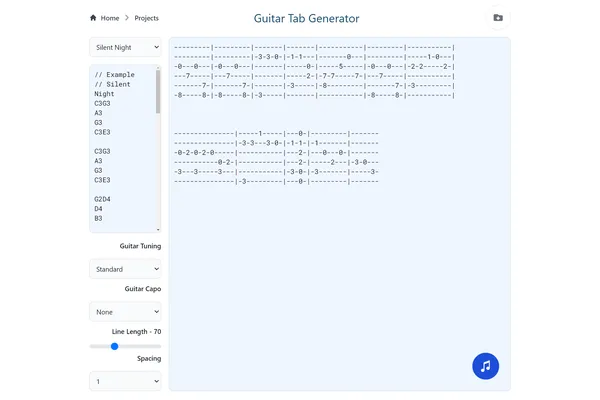 Home > Projects
Guitar Tab Generator
Silent Night
// Example
// Silent
Night
C3G3
A3
G3
C3E3
C3G3
A3
G3
C3E3
G2D4
D4
B3
Guitar Tuning
Standard
Guitar Capo
None
Line Length - 70
Spacing
1
---------|---------|-------|------|----------|---------|-----------|
---------|---------|-3-3-0-|-1-1--|-------0---|---------|-----1-0---|
-0---0---|-0---0---|-------|-----0-|-----5-----|-0---0---|-2-2-----2-|
---7-----|---7-----|-------|-----2-|-7-7-----7-|---7-----|-----------|
-------7-|-------7-|-------|-3-----|-8---------|-------7-|-3---------|
-8-----8-|-8-----8-|-3-----|-------|-----------|-8-----8-|-----------|
---------------|-----1-----|---0-|---------|-------
---------------|-3-3---3-0-|-1-1-|-1-------|-------
-0-2-0-2-0-----|-----------|---2-|---0---0-|-------
-----------0-2-|-----------|---2-|-----2---|-3-0---
-3---3-----3---|-----------|-3-0-|-3-------|-----3-
---------------|-3---------|---0-|---------|-------